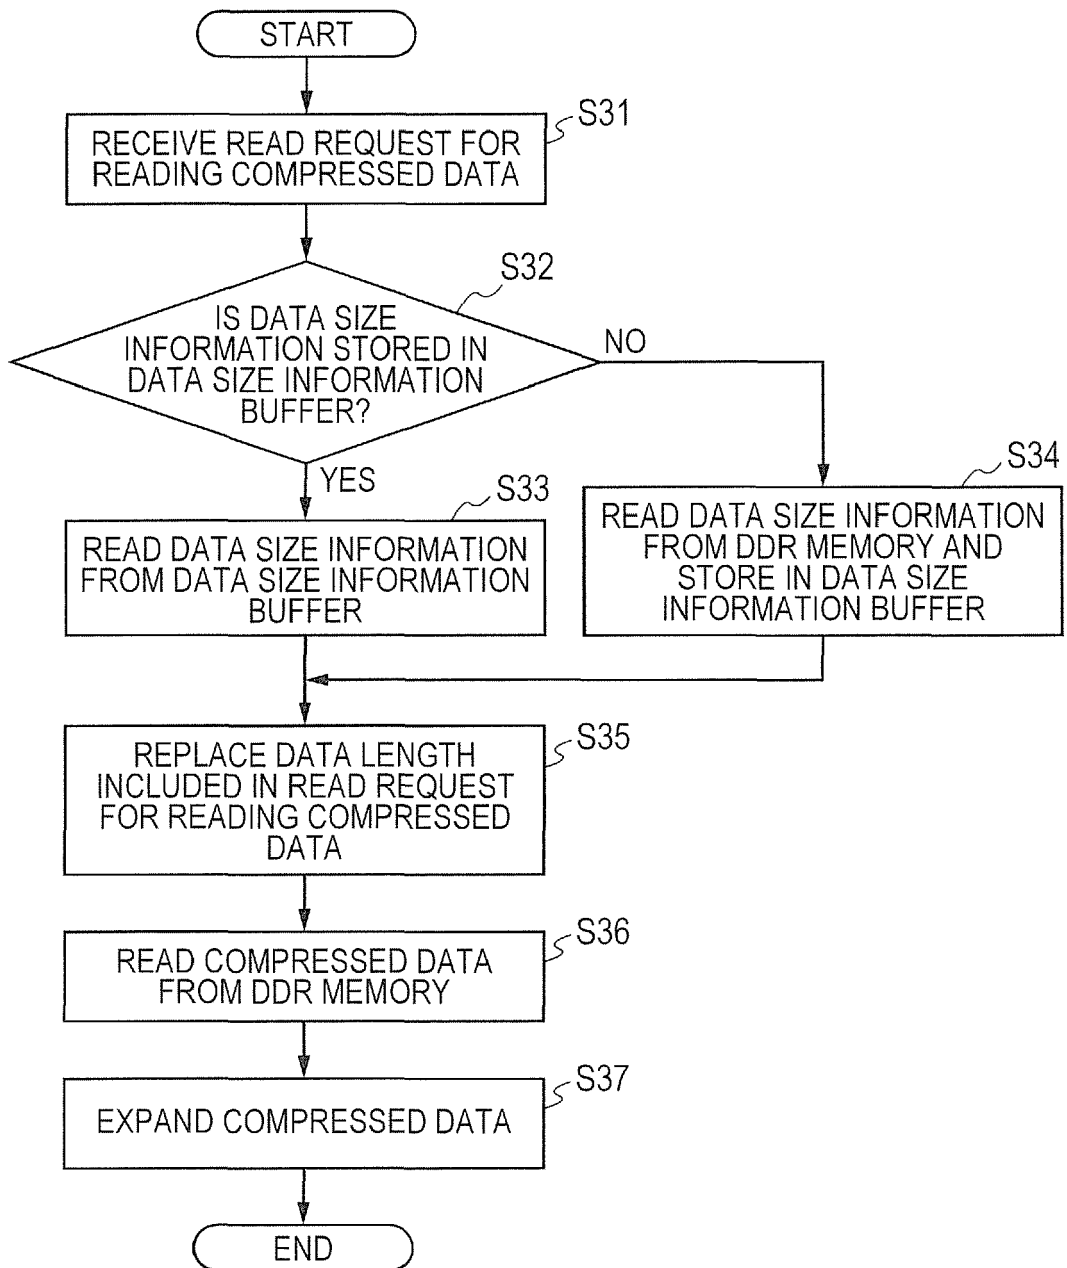 START
S31
RECEIVE READ REQUEST FOR
READING COMPRESSED DATA
S32
IS DATA SIZE
INFORMATION STORED IN
DATA SIZE INFORMATION
BUFFER?
NO
YES
S33
READ DATA SIZE INFORMATION
FROM DATA SIZE INFORMATION
BUFFER
S34
READ DATA SIZE INFORMATION
FROM DDR MEMORY AND
STORE IN DATA SIZE
INFORMATION BUFFER
S35
REPLACE DATA LENGTH
INCLUDED IN READ REQUEST
FOR READING COMPRESSED
DATA
S36
READ COMPRESSED DATA
FROM DDR MEMORY
S37
EXPAND COMPRESSED DATA
END